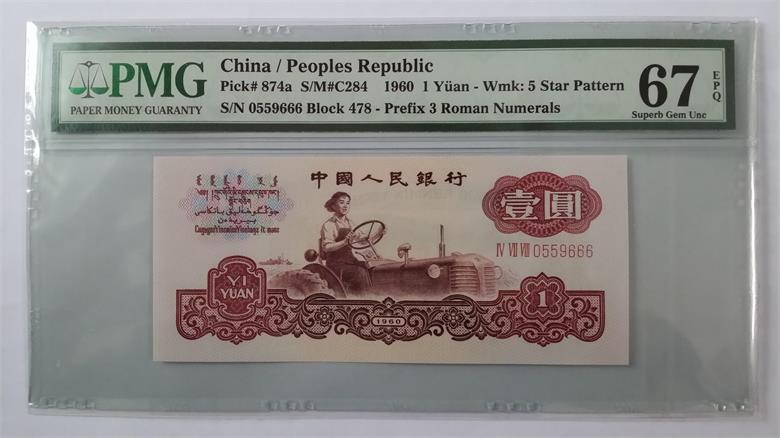 PMG
PAPER MONEY GUARANTY
China / Peoples Republic
Pick# 874a S/M#C284 1960 1 Yüan - Wmk: 5 Star Pattern
S/N 0559666 Block 478 - Prefix 3 Roman Numerals
67
EPQ
Superb Gem Unc
中國人民銀行
壹圓
IV VII VIII 0559666
YI
YUAN
1960
1